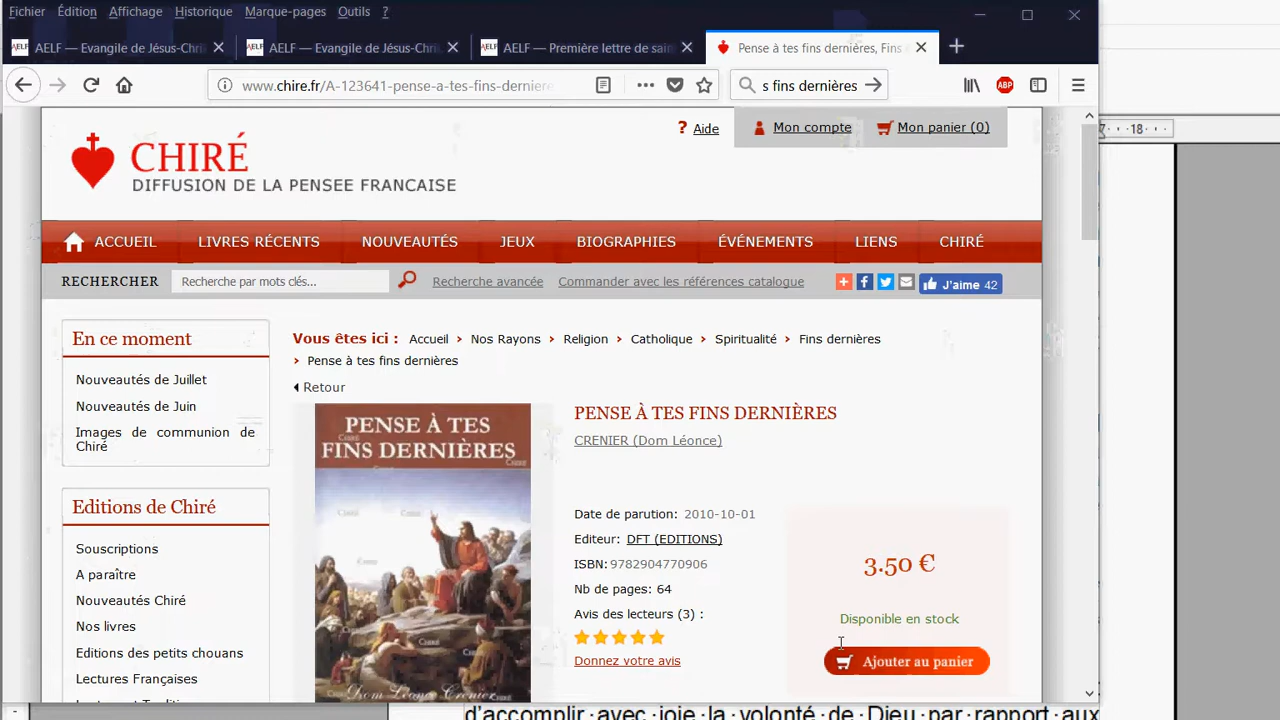 Fichier Édition Affichage Historique Marque-pages Outils ?
AELF — Evangile de Jésus-Chri AELF — Evangile de Jésus-Chri AELF — Première lettre de sain Pense à tes fins dernières, Fins
www.chire.fr/A-123641-pense-a-tes-fins-derniere s fins dernières ABP
Aide Mon compte Mon panier (0)
17 · 18
CHIRÉ
DIFFUSION DE LA PENSEE FRANCAISE
ACCUEIL LIVRES RÉCENTS NOUVEAUTÉS JEUX BIOGRAPHIES ÉVÉNEMENTS LIENS CHIRÉ
RECHERCHER Recherche par mots clés... Recherche avancée Commander avec les références catalogue J'aime 42
En ce moment
Nouveautés de Juillet
Nouveautés de Juin
Images de communion de
Chiré
Editions de Chiré
Souscriptions
A paraître
Nouveautés Chiré
Nos livres
Editions des petits chouans
Lectures Françaises
Vous êtes ici : Accueil › Nos Rayons › Religion › Catholique › Spiritualité › Fins dernières
› Pense à tes fins dernières
Retour
PENSE À TES
FINS DERNIÈRES
Dom Léonce Crenier
PENSE À TES FINS DERNIÈRES
CRENIER (Dom Léonce)
Date de parution: 2010-10-01
Editeur: DFT (EDITIONS)
ISBN: 9782904770906
Nb de pages: 64
Avis des lecteurs (3) :
Donnez votre avis
3.50 €
Disponible en stock
Ajouter au panier
d'accomplir · avec · joie · la · volonté · de · Dieu · par · rapport · aux